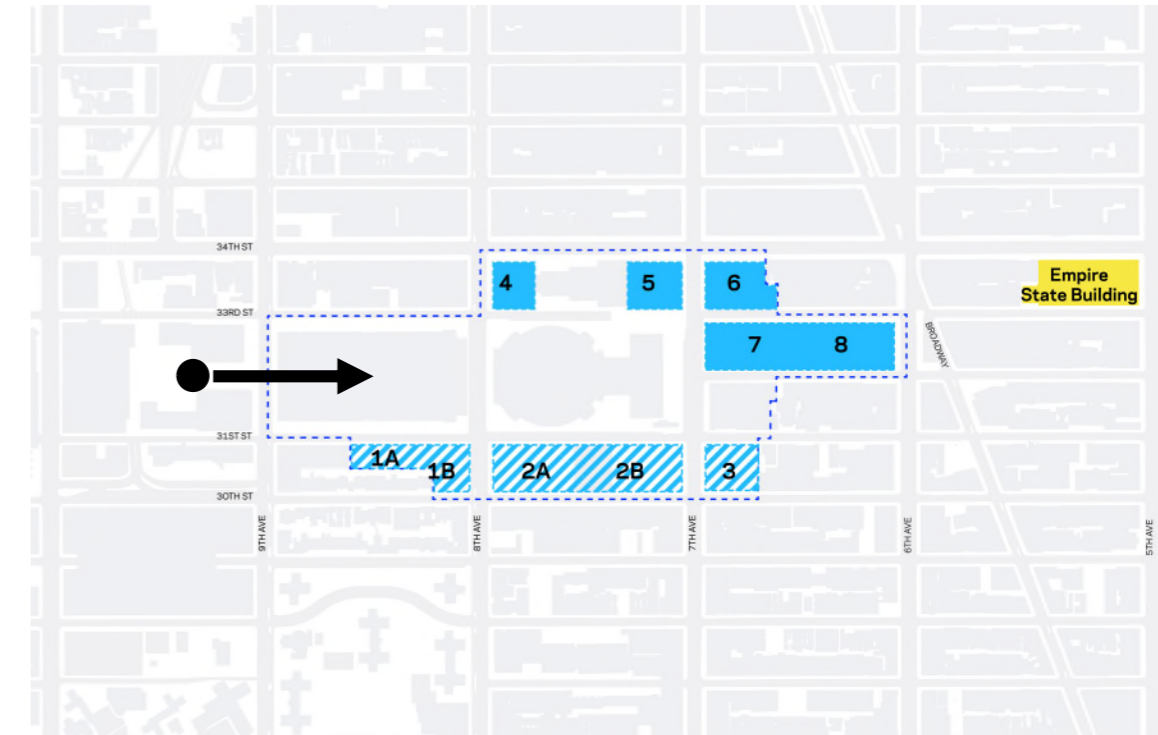 34TH ST
4
5
6
Empire
State Building
33RD ST
7
8
BROADWAY
31ST ST
1A
1B
2A
2B
3
30TH ST
9TH AVE
8TH AVE
7TH AVE
6TH AVE
5TH AVE